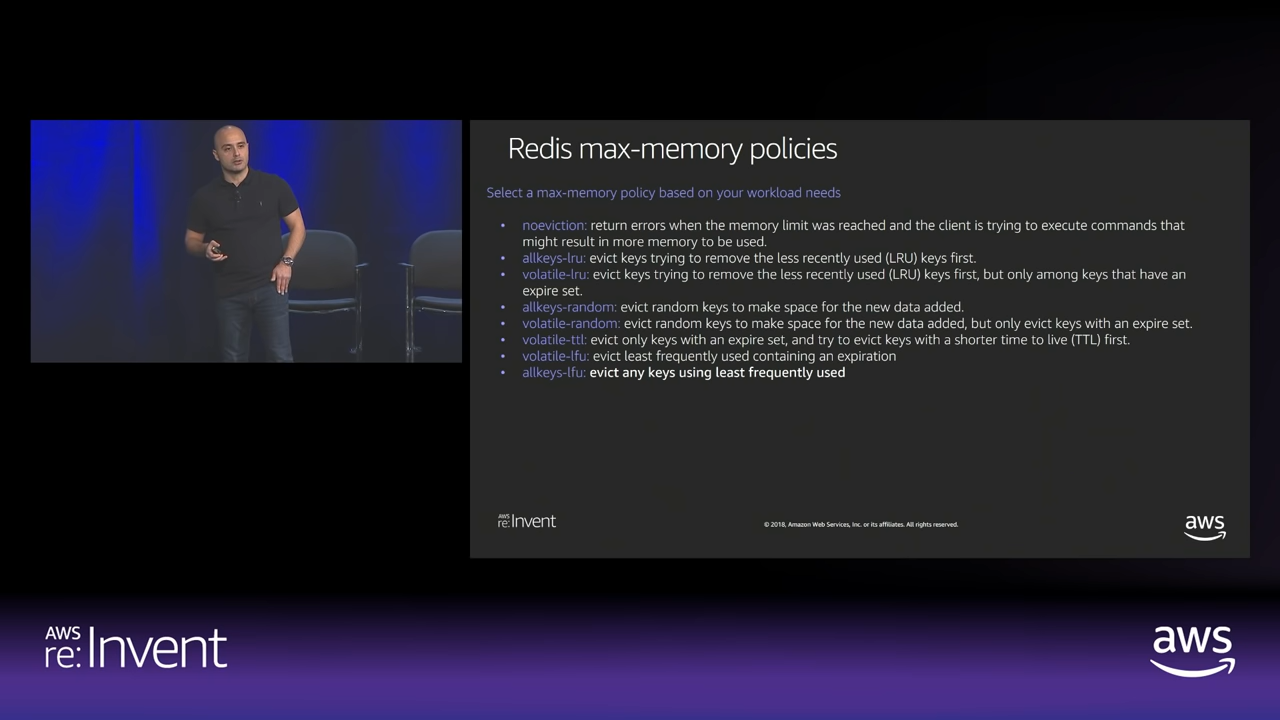 Redis max-memory policies
Select a max-memory policy based on your workload needs
• noeviction: return errors when the memory limit was reached and the client is trying to execute commands that
might result in more memory to be used.
• allkeys-lru: evict keys trying to remove the less recently used (LRU) keys first.
• volatile-lru: evict keys trying to remove the less recently used (LRU) keys first, but only among keys that have an
expire set.
• allkeys-random: evict random keys to make space for the new data added.
• volatile-random: evict random keys to make space for the new data added, but only evict keys with an expire set.
• volatile-ttl: evict only keys with an expire set, and try to evict keys with a shorter time to live (TTL) first.
• volatile-lfu: evict least frequently used containing an expiration
• allkeys-lfu: evict any keys using least frequently used
AWS
re:Invent
© 2018, Amazon Web Services, Inc. or its affiliates. All rights reserved.
aws
AWS
re:Invent
aws